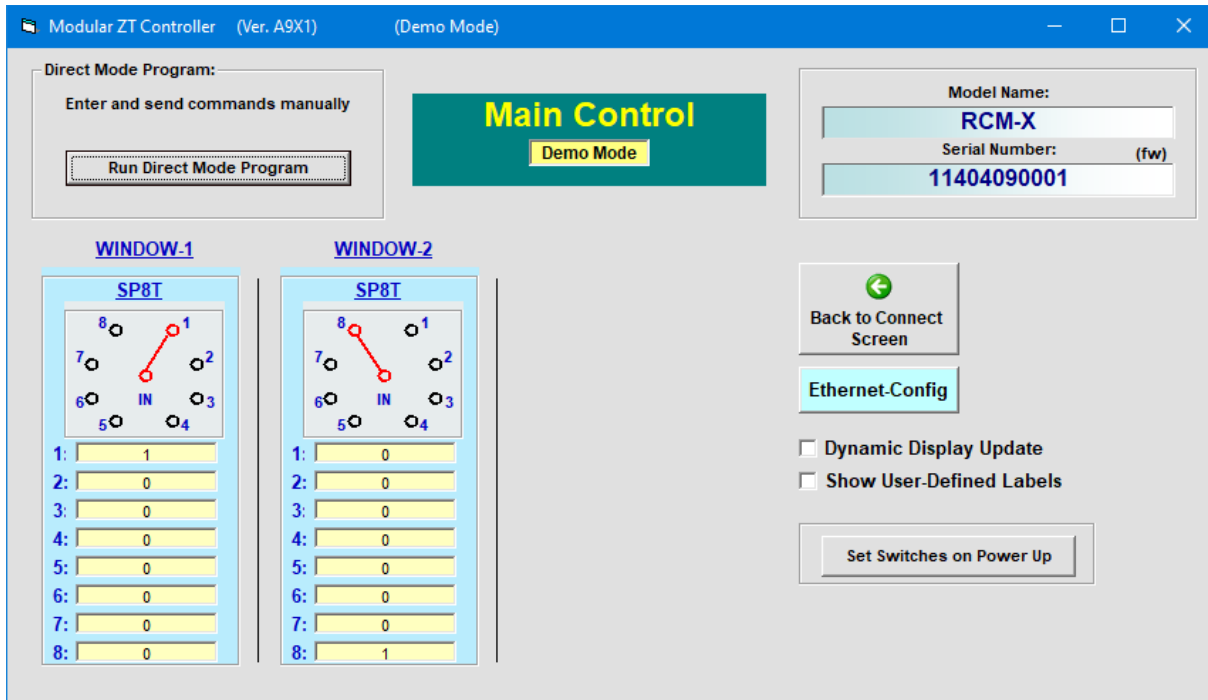 Modular ZT Controller (Ver. A9X1) (Demo Mode)
Direct Mode Program:
Enter and send commands manually
Run Direct Mode Program
Main Control
Demo Mode
Model Name:
RCM-X
Serial Number: (fw)
11404090001
WINDOW-1
SP8T
8 1
7 2
6 IN 3
5 4
1: 1
2: 0
3: 0
4: 0
5: 0
6: 0
7: 0
8: 0
WINDOW-2
SP8T
8 1
7 2
6 IN 3
5 4
1: 0
2: 0
3: 0
4: 0
5: 0
6: 0
7: 0
8: 1
Back to Connect
Screen
Ethernet-Config
Dynamic Display Update
Show User-Defined Labels
Set Switches on Power Up